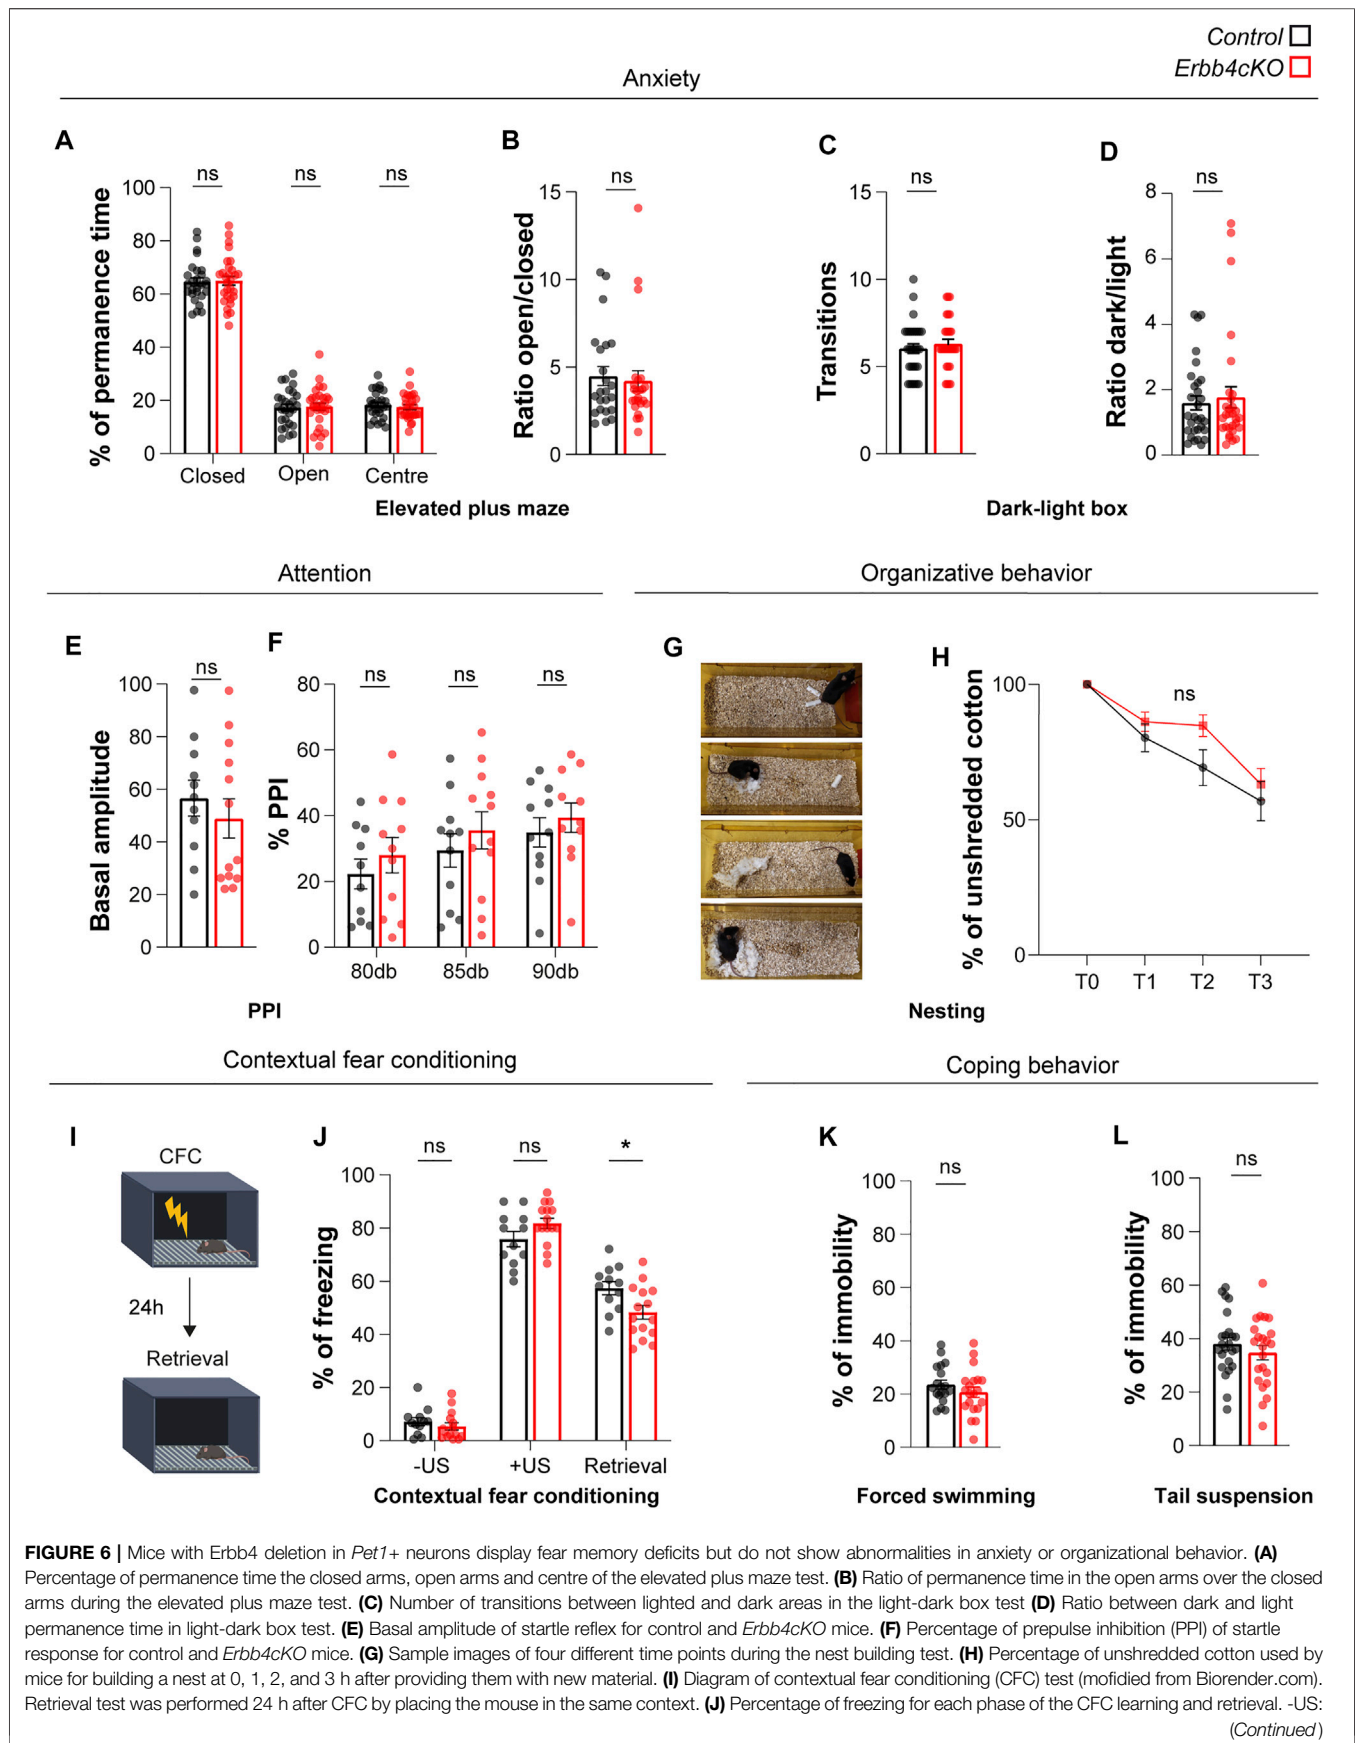 Control
Erbb4cKO
Anxiety
A
ns
ns
ns
% of permanence time
100
80
60
40
20
0
Closed
Open
Centre
B
ns
Ratio open/closed
15
10
5
0
Elevated plus maze
C
ns
Transitions
15
10
5
0
D
ns
Ratio dark/light
8
6
4
2
0
Dark-light box
Attention
Organizative behavior
E
ns
Basal amplitude
100
80
60
40
20
0
F
ns
ns
ns
% PPI
80
60
40
20
0
80db
85db
90db
PPI
G
H
ns
% of unshredded cotton
100
50
0
T0
T1
T2
T3
Nesting
Contextual fear conditioning
Coping behavior
I
CFC
24h
Retrieval
J
ns
ns
*
% of freezing
100
80
60
40
20
0
-US
+US
Retrieval
Contextual fear conditioning
K
ns
% of immobility
100
80
60
40
20
0
Forced swimming
L
ns
% of immobility
100
80
60
40
20
0
Tail suspension
FIGURE 6 | Mice with Erbb4 deletion in Pet1+ neurons display fear memory deficits but do not show abnormalities in anxiety or organizational behavior. (A)
Percentage of permanence time the closed arms, open arms and centre of the elevated plus maze test. (B) Ratio of permanence time in the open arms over the closed
arms during the elevated plus maze test. (C) Number of transitions between lighted and dark areas in the light-dark box test (D) Ratio between dark and light
permanence time in light-dark box test. (E) Basal amplitude of startle reflex for control and Erbb4cKO mice. (F) Percentage of prepulse inhibition (PPI) of startle
response for control and Erbb4cKO mice. (G) Sample images of four different time points during the nest building test. (H) Percentage of unshredded cotton used by
mice for building a nest at 0, 1, 2, and 3 h after providing them with new material. (I) Diagram of contextual fear conditioning (CFC) test (mofidied from Biorender.com).
Retrieval test was performed 24 h after CFC by placing the mouse in the same context. (J) Percentage of freezing for each phase of the CFC learning and retrieval. -US:
(Continued)